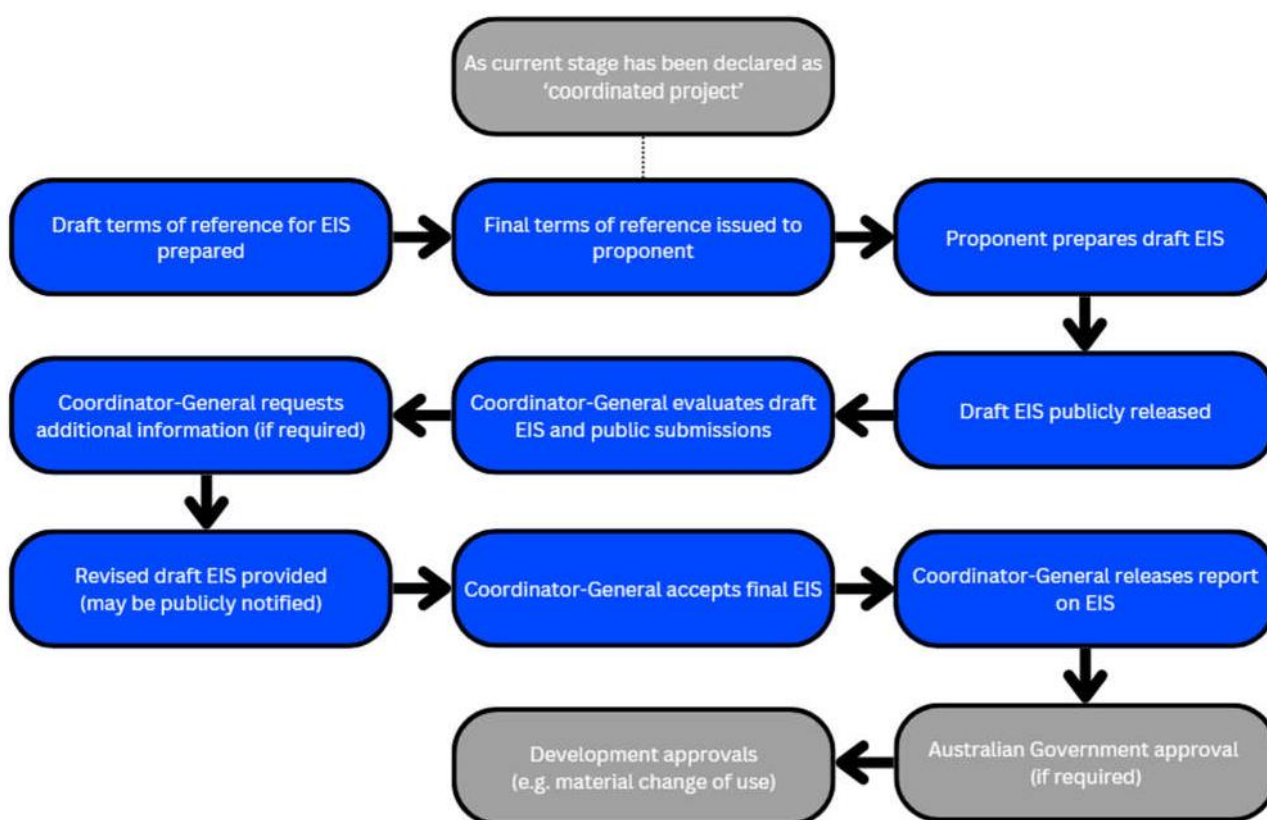 As current stage has been declared as
‘coordinated project’
Draft terms of reference for EIS
prepared
Final terms of reference issued to
proponent
Proponent prepares draft EIS
Draft EIS publicly released
Coordinator-General evaluates draft
EIS and public submissions
Coordinator-General requests
additional information (if required)
Revised draft EIS provided
(may be publicly notified)
Coordinator-General accepts final EIS
Coordinator-General releases report
on EIS
Australian Government approval
(if required)
Development approvals
(e.g. material change of use)